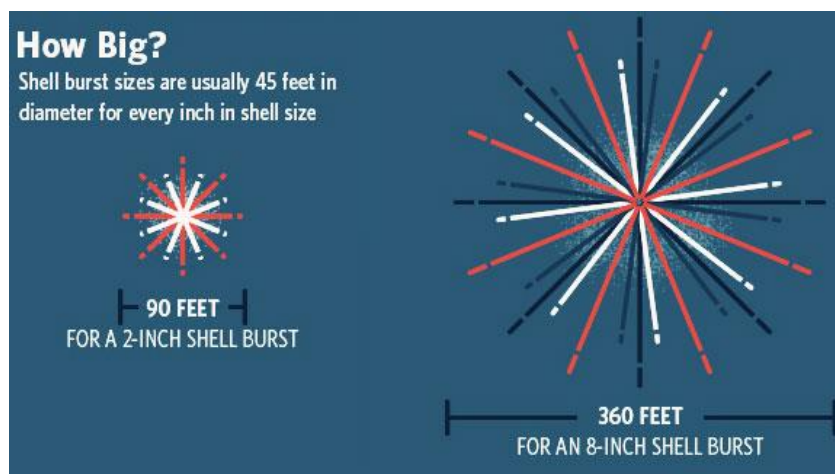 How Big?
Shell burst sizes are usually 45 feet in
diameter for every inch in shell size
90 FEET
FOR A 2-INCH SHELL BURST
360 FEET
FOR AN 8-INCH SHELL BURST